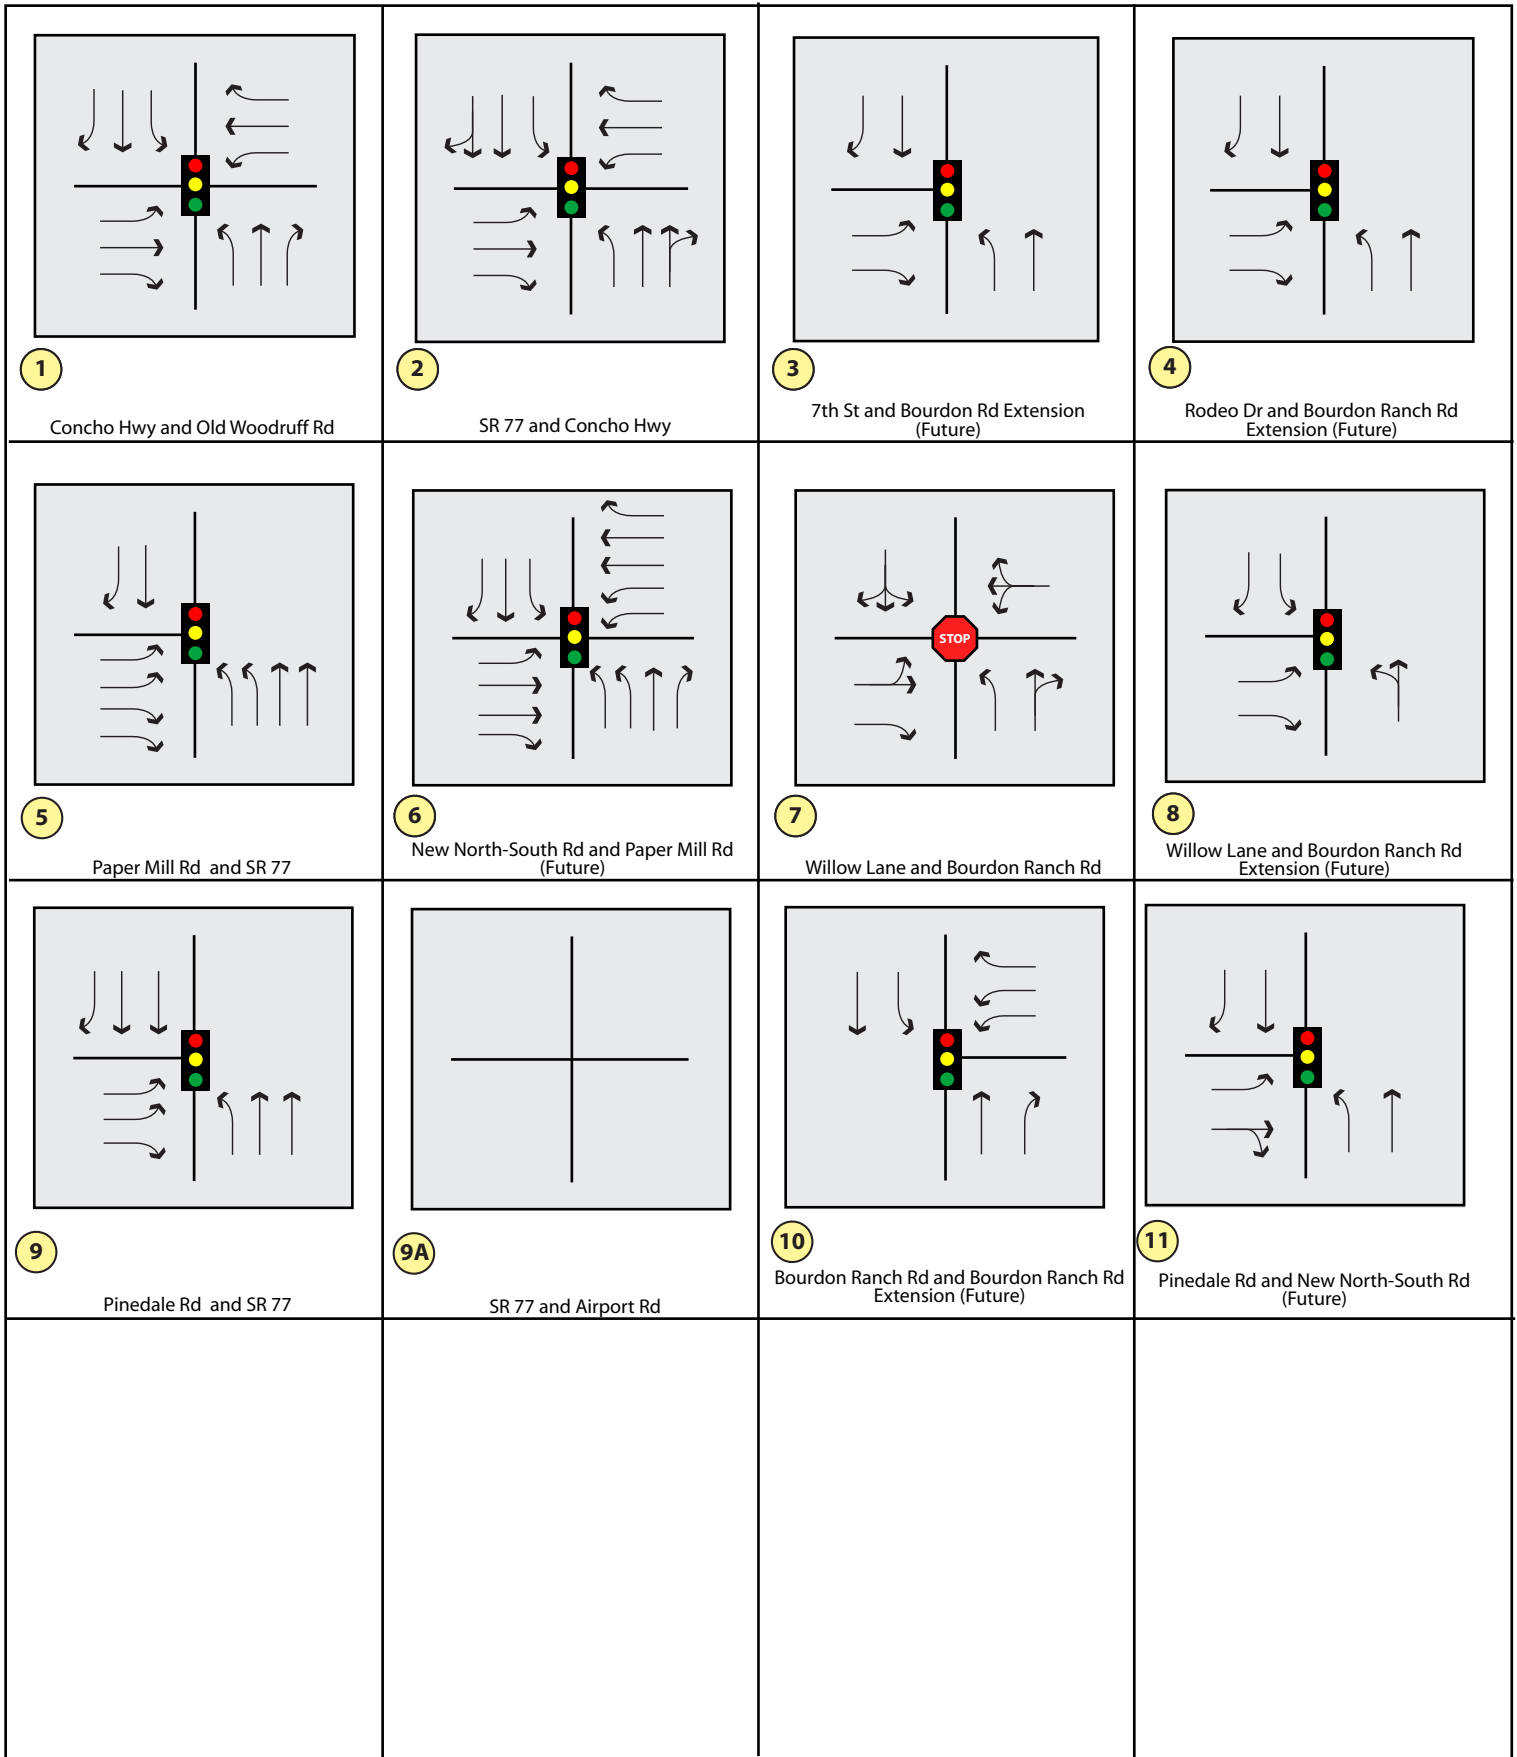 1
Concho Hwy and Old Woodruff Rd
2
SR 77 and Concho Hwy
3
7th St and Bourdon Rd Extension
(Future)
4
Rodeo Dr and Bourdon Ranch Rd
Extension (Future)
5
Paper Mill Rd and SR 77
6
New North-South Rd and Paper Mill Rd
(Future)
STOP
7
Willow Lane and Bourdon Ranch Rd
8
Willow Lane and Bourdon Ranch Rd
Extension (Future)
9
Pinedale Rd and SR 77
9A
SR 77 and Airport Rd
10
Bourdon Ranch Rd and Bourdon Ranch Rd
Extension (Future)
11
Pinedale Rd and New North-South Rd
(Future)